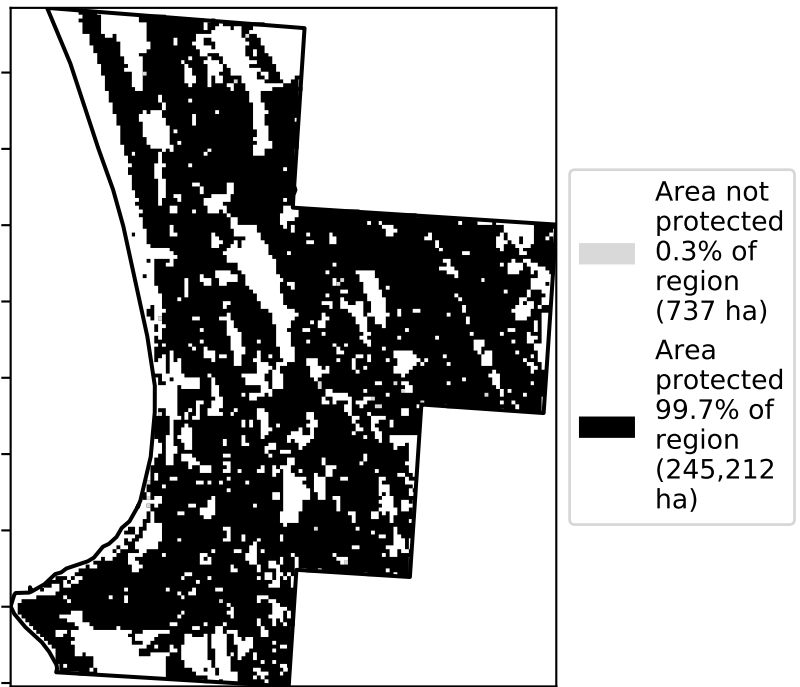 Area not
protected
0.3% of
region
(737 ha)
Area
protected
99.7% of
region
(245,212
ha)